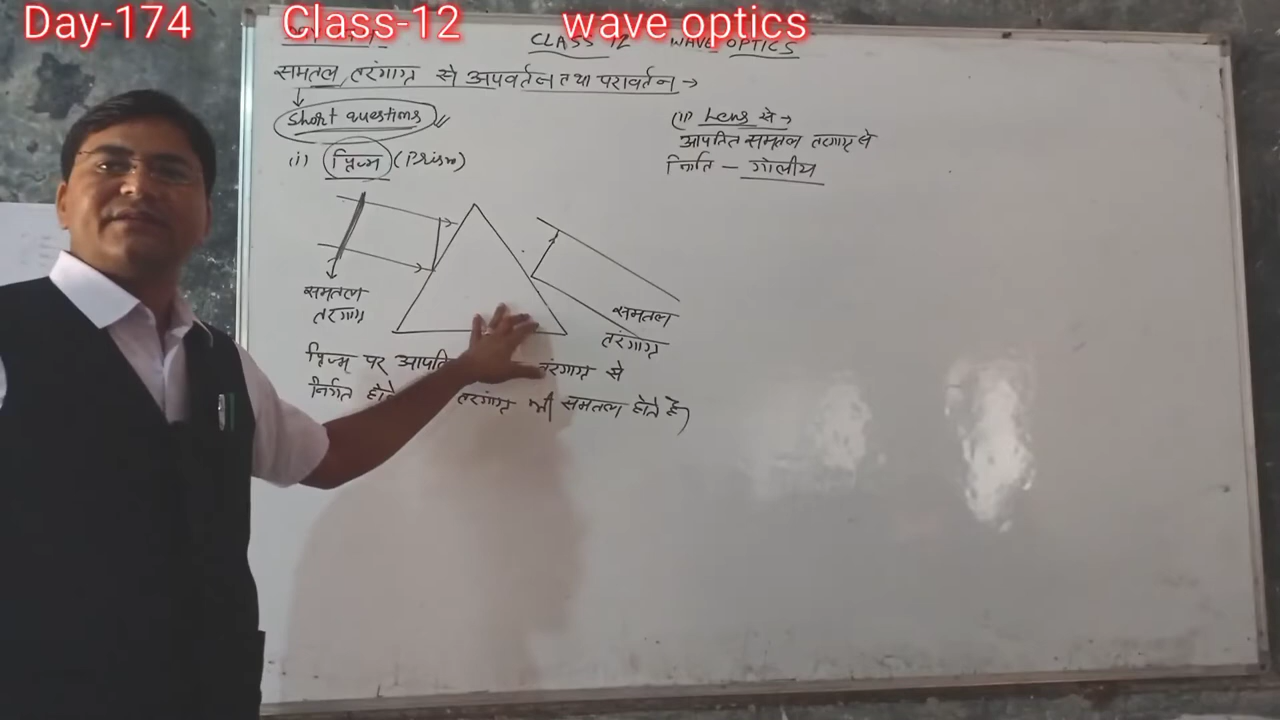 Day-174 Class-12 wave optics
CLASS 12 WAVE OPTICS
समतल तरंगाग्र से अपवर्तन तथा परावर्तन →
Short questions
(i) प्रिज्म (Prism)
समतल
तरंगाग्र
समतल
तरंगाग्र
प्रिज्म पर आपति तरंगाग्र से
निर्गत होते तरंगाग्र भी समतल होते है
(ii) Lens से →
आपतित समतल तरंगाग्र से
गोलीय